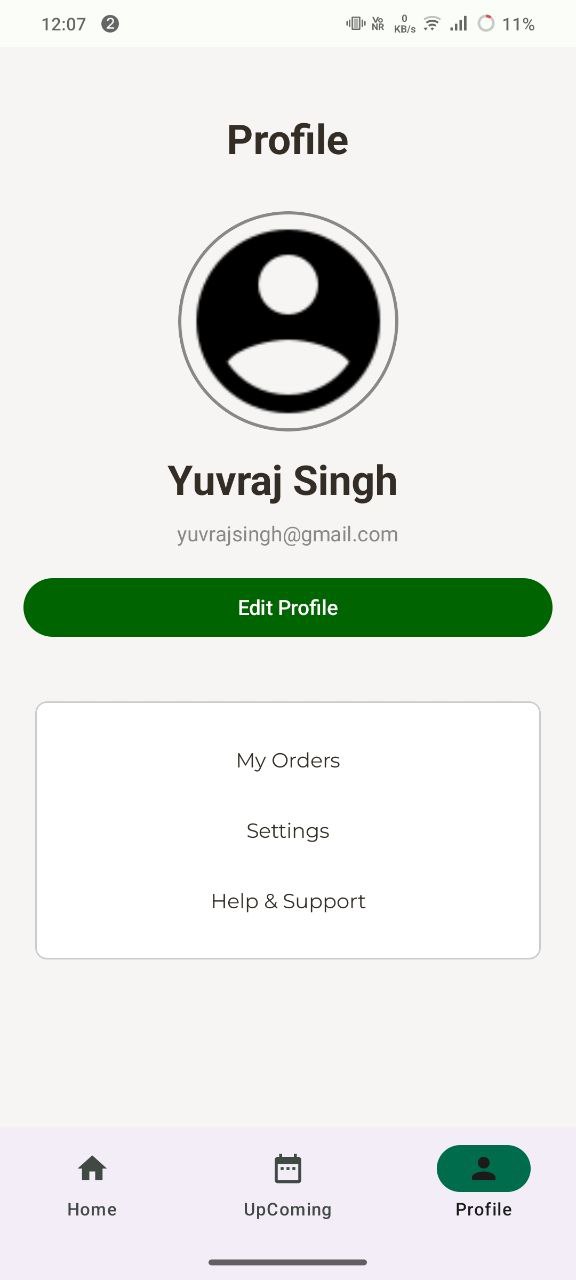 12:07 2 Vo NR 0 KB/s 11%
Profile
Yuvraj Singh
yuvrajsingh@gmail.com
Edit Profile
My Orders
Settings
Help & Support
Home UpComing Profile